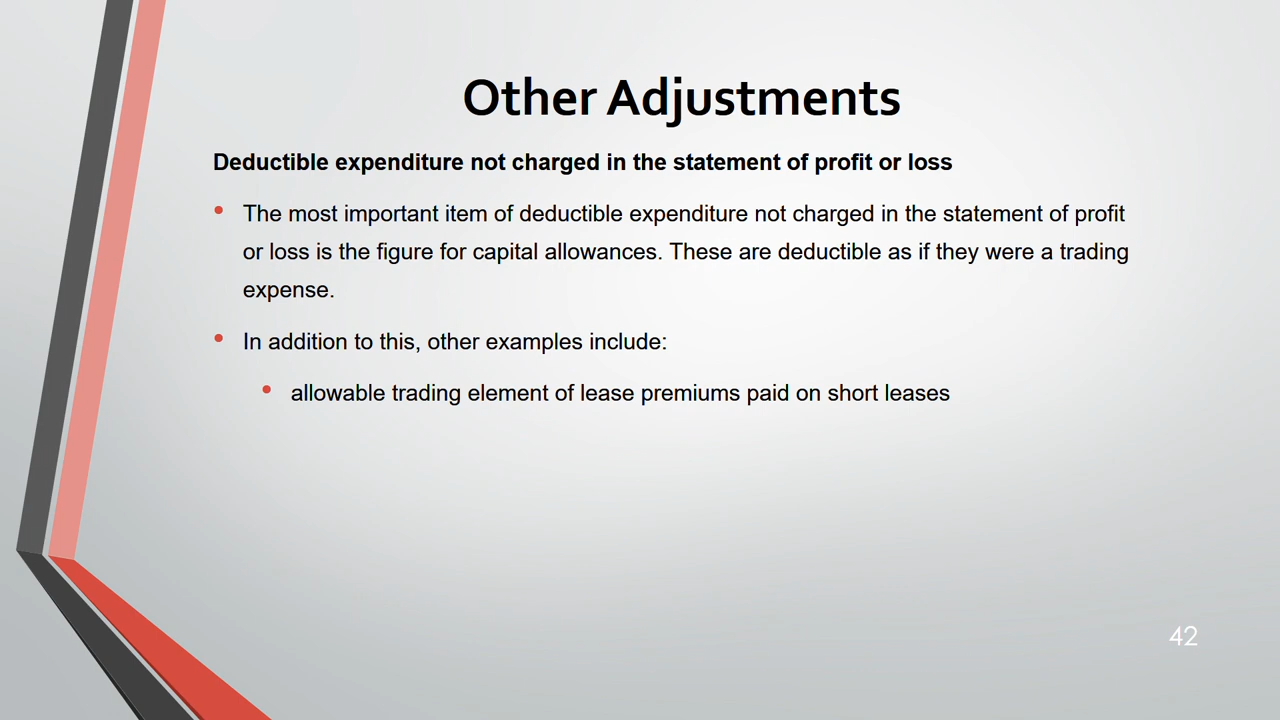 Other Adjustments
Deductible expenditure not charged in the statement of profit or loss
• The most important item of deductible expenditure not charged in the statement of profit
or loss is the figure for capital allowances. These are deductible as if they were a trading
expense.
• In addition to this, other examples include:
• allowable trading element of lease premiums paid on short leases
42